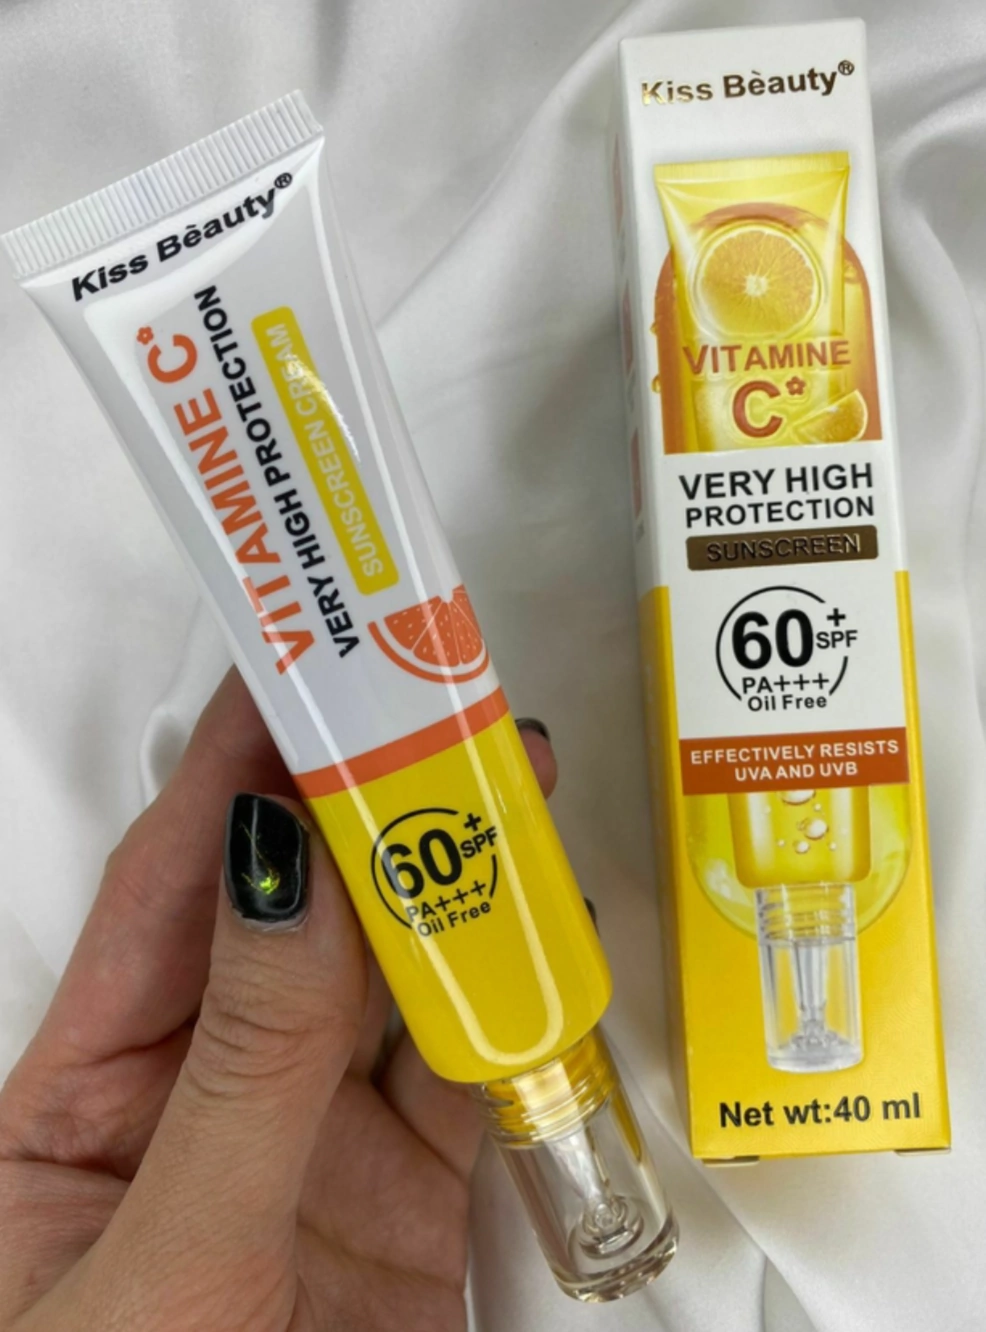 Kiss Bèauty®
VITAMINE C
VERY HIGH PROTECTION
SUNSCREEN CREAM
60+ SPF
PA+++
Oil Free
Kiss Bèauty®
VITAMINE
C
VERY HIGH
PROTECTION
SUNSCREEN
60+ SPF
PA+++
Oil Free
EFFECTIVELY RESISTS
UVA AND UVB
Net wt:40 ml